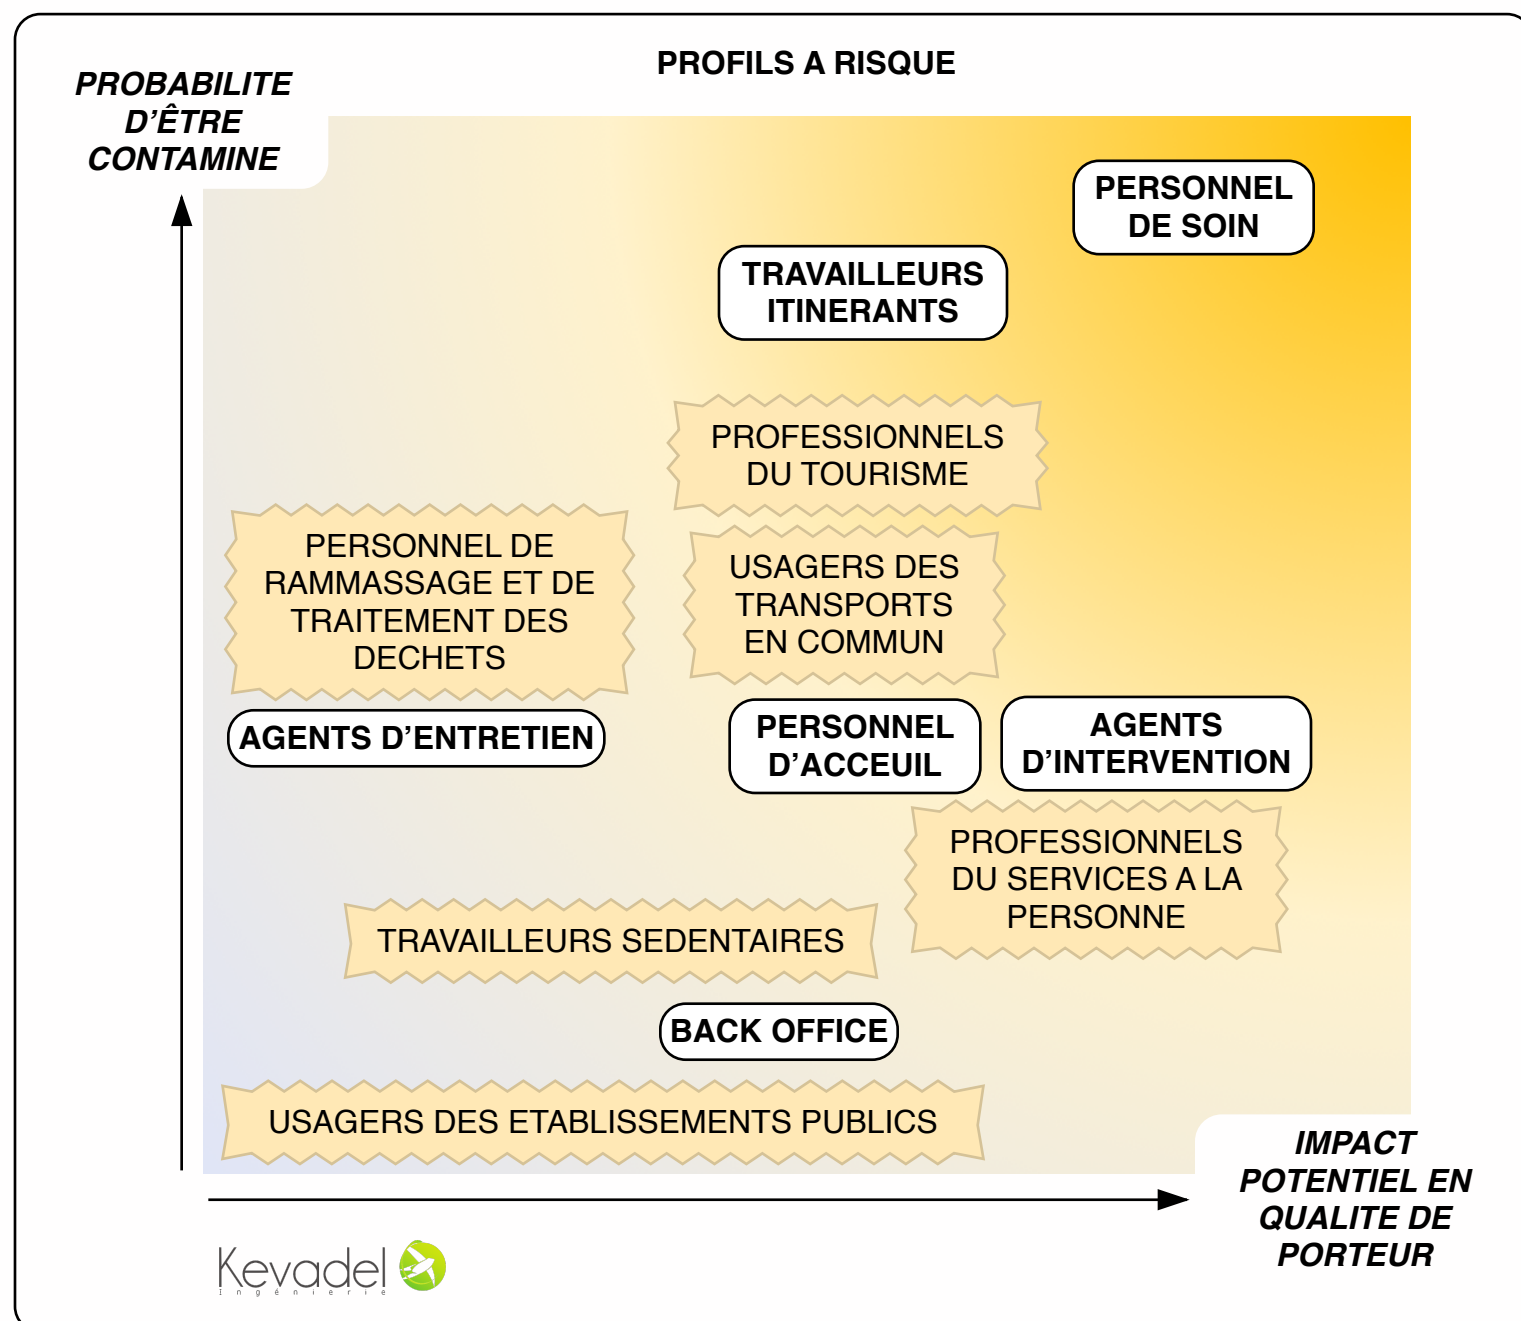 PROFILS A RISQUE
PROBABILITE
D’ÊTRE
CONTAMINE
PERSONNEL
DE SOIN
TRAVAILLEURS
ITINERANTS
PROFESSIONNELS
DU TOURISME
PERSONNEL DE
RAMMASSAGE ET DE
TRAITEMENT DES
DECHETS
USAGERS DES
TRANSPORTS
EN COMMUN
AGENTS D’ENTRETIEN
PERSONNEL
D’ACCEUIL
AGENTS
D’INTERVENTION
PROFESSIONNELS
DU SERVICES A LA
PERSONNE
TRAVAILLEURS SEDENTAIRES
BACK OFFICE
USAGERS DES ETABLISSEMENTS PUBLICS
IMPACT
POTENTIEL EN
QUALITE DE
PORTEUR
Kevadel
Ingénierie